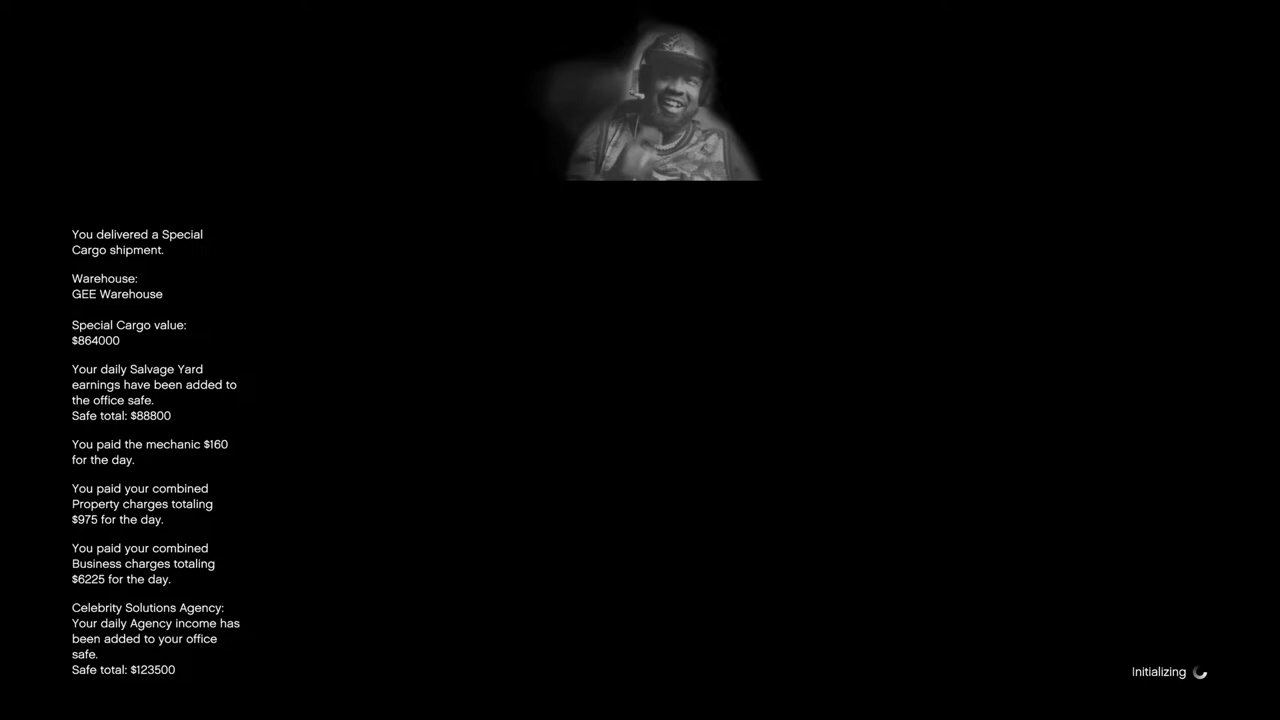 You delivered a Special
Cargo shipment.
Warehouse:
GEE Warehouse
Special Cargo value:
$864000
Your daily Salvage Yard
earnings have been added to
the office safe.
Safe total: $88800
You paid the mechanic $160
for the day.
You paid your combined
Property charges totaling
$975 for the day.
You paid your combined
Business charges totaling
$6225 for the day.
Celebrity Solutions Agency:
Your daily Agency income has
been added to your office
safe.
Safe total: $123500
Initializing